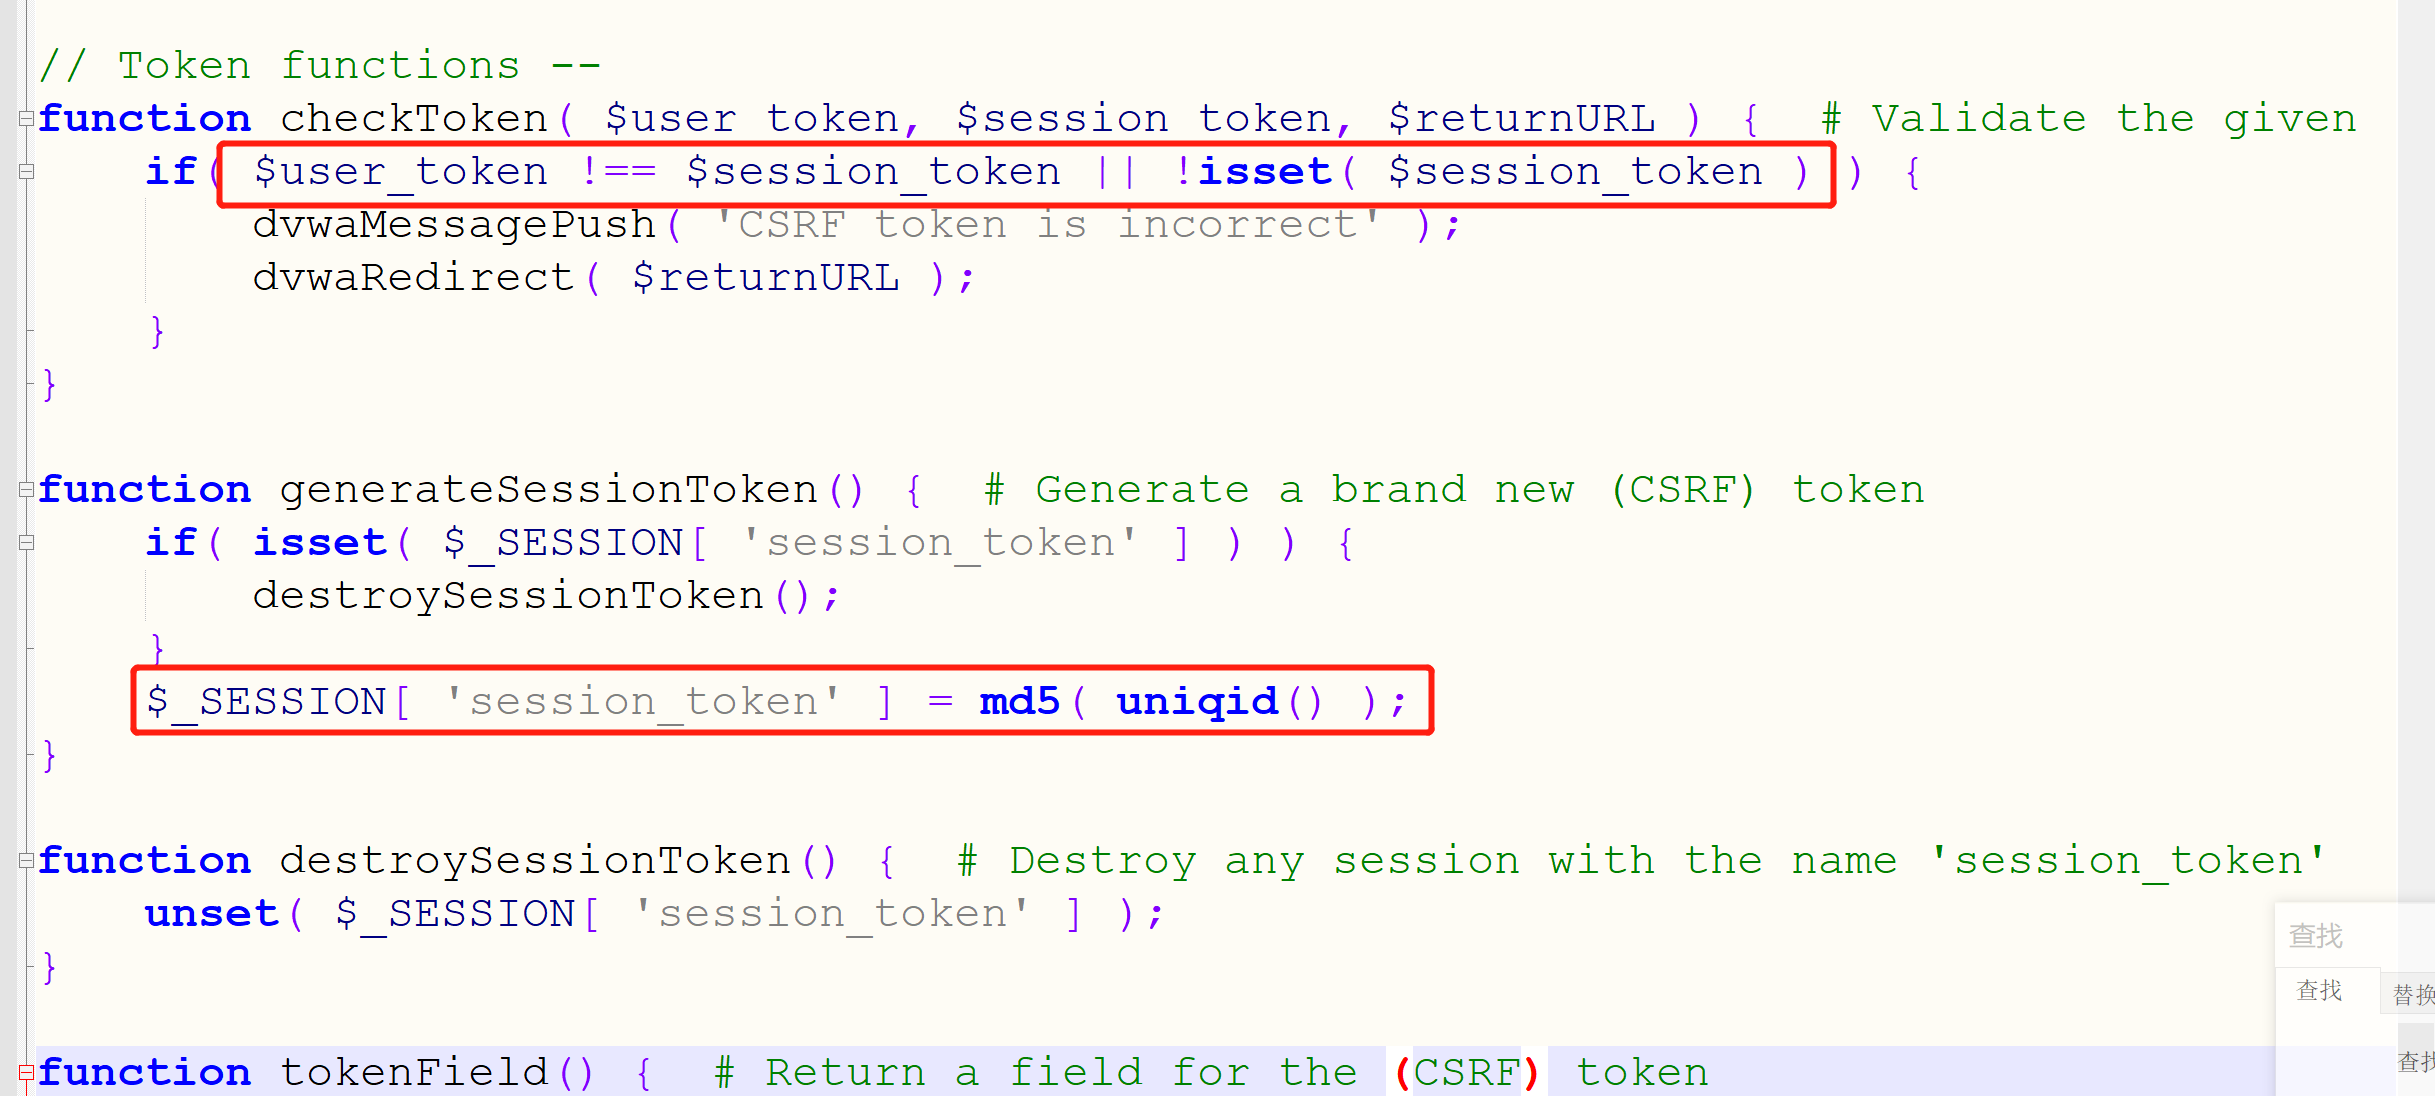 // Token functions --
function checkToken( $user_token, $session_token, $returnURL ) {  # Validate the given
    if( $user_token !== $session_token || !isset( $session_token ) ) {
        dvwaMessagePush( 'CSRF token is incorrect' );
        dvwaRedirect( $returnURL );
    }
}
function generateSessionToken() {  # Generate a brand new (CSRF) token
    if( isset( $_SESSION[ 'session_token' ] ) ) {
        destroySessionToken();
    }
    $_SESSION[ 'session_token' ] = md5( uniqid() );
}
function destroySessionToken() {  # Destroy any session with the name 'session_token'
    unset( $_SESSION[ 'session_token' ] );
}
function tokenField() {  # Return a field for the (CSRF) token
查找
查找 替换
查找